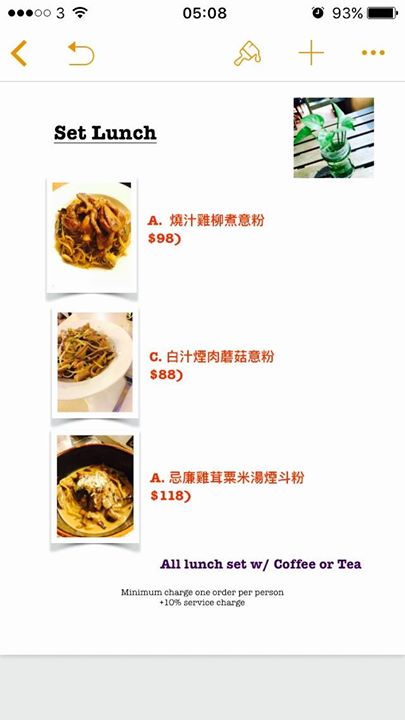 3 05:08 93%
Set Lunch
A. 燒汁雞柳煮意粉
$98)
C. 白汁煙肉蘑菇意粉
$88)
A. 忌廉雞茸粟米湯煙斗粉
$118)
All lunch set w/ Coffee or Tea
Minimum charge one order per person
+10% service charge